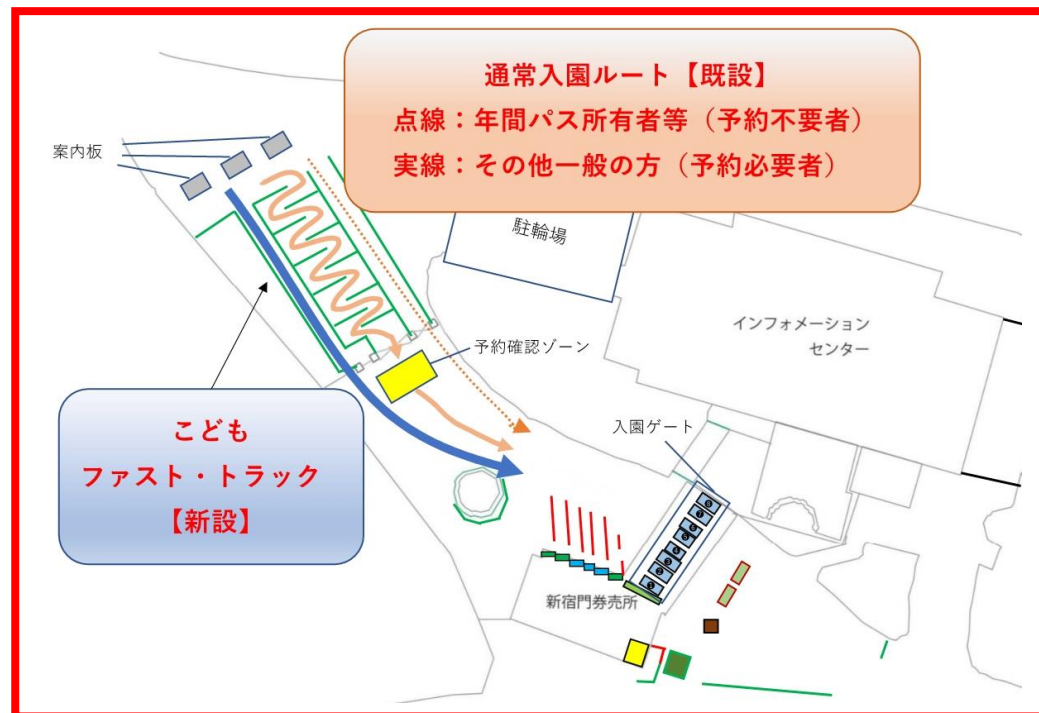 通常入園ルート【既設】
点線：年間パス所有者等（予約不要者）
実線：その他一般の方（予約必要者）
案内板
駐輪場
インフォメーション
センター
予約確認ゾーン
入園ゲート
こども
ファスト・トラック
【新設】
新宿門券売所